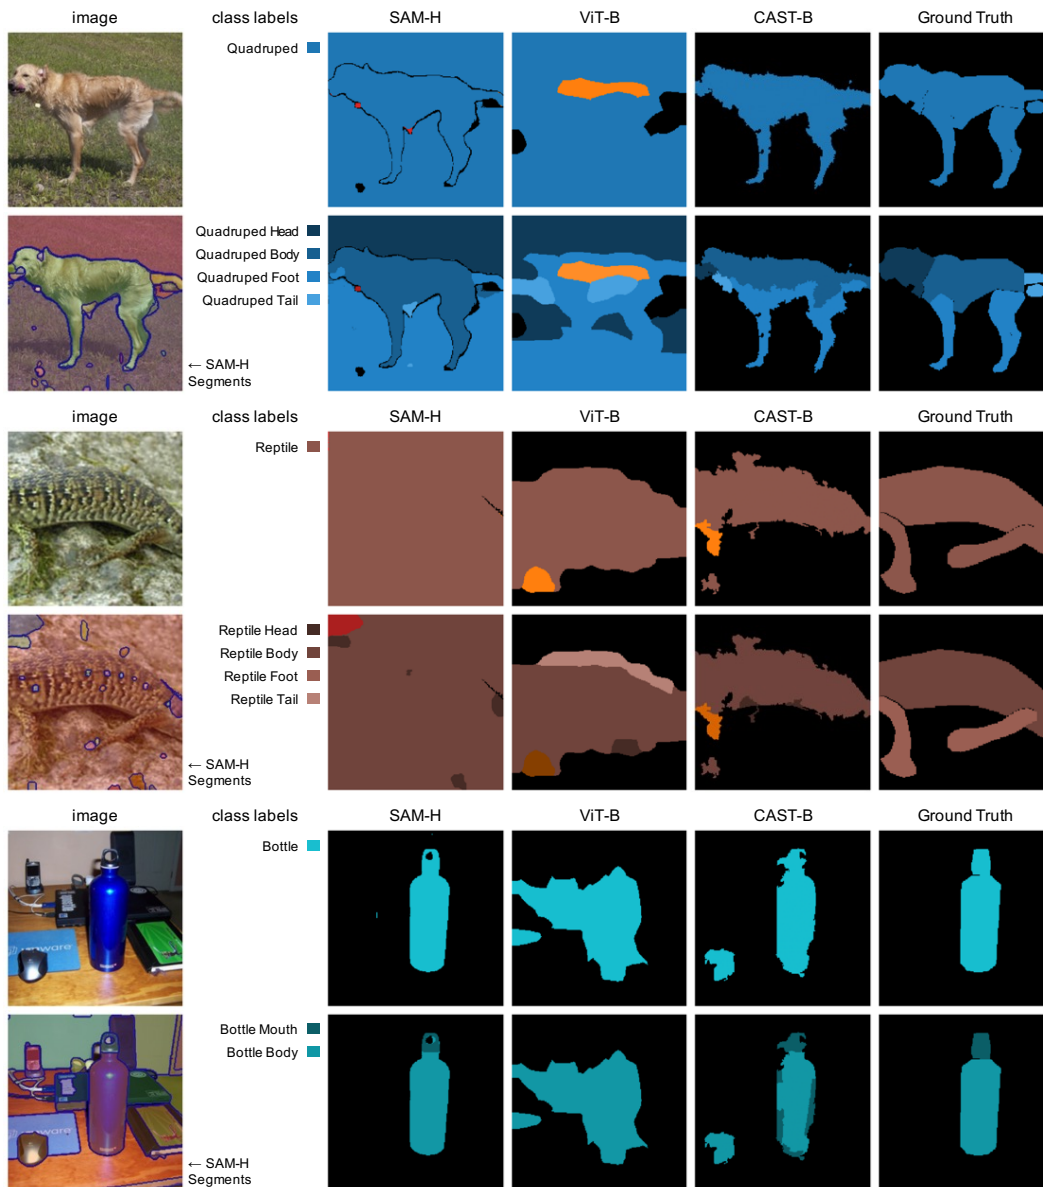 image class labels SAM-H ViT-B CAST-B Ground Truth
Quadruped
Quadruped Head
Quadruped Body
Quadruped Foot
Quadruped Tail
← SAM-H
Segments
image class labels SAM-H ViT-B CAST-B Ground Truth
Reptile
Reptile Head
Reptile Body
Reptile Foot
Reptile Tail
← SAM-H
Segments
image class labels SAM-H ViT-B CAST-B Ground Truth
Bottle
Bottle Mouth
Bottle Body
← SAM-H
Segments